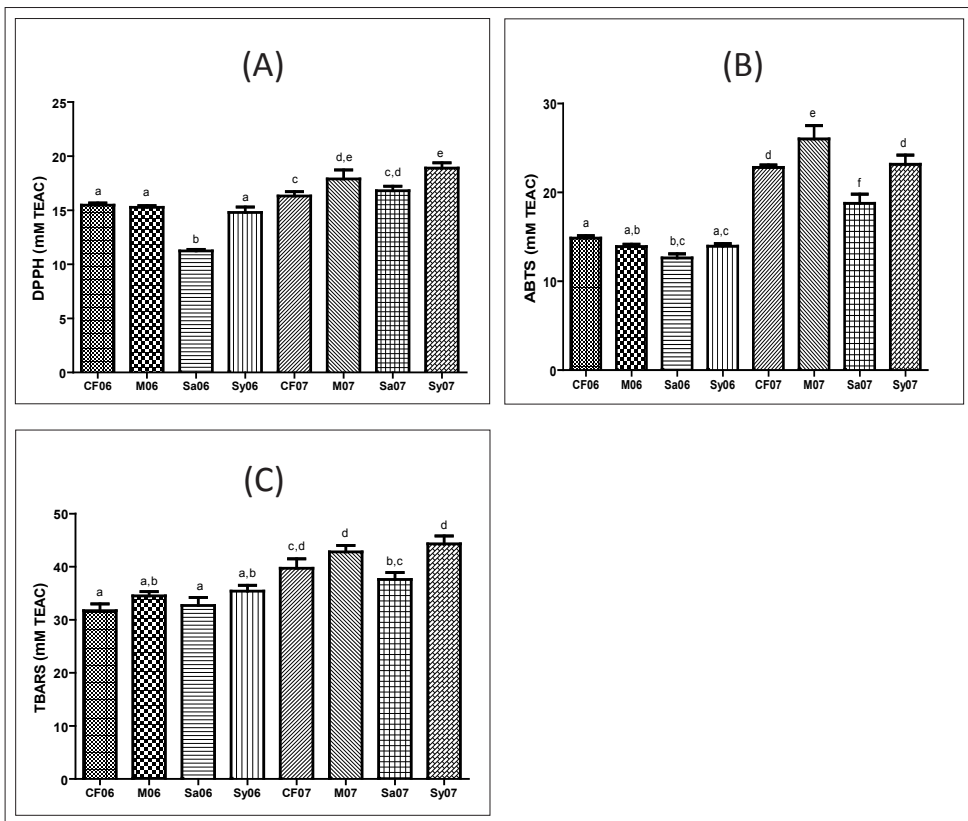 (A)
DPPH (mM TEAC)
25
20
15
10
5
0
a
a
b
a
c
d,e
c,d
e
CF06 M06 Sa06 Sy06 CF07 M07 Sa07 Sy07
(B)
ABTS (mM TEAC)
30
20
10
0
a
a,b
b,c
a,c
d
e
f
d
CF06 M06 Sa06 Sy06 CF07 M07 Sa07 Sy07
(C)
TBARS (mM TEAC)
50
40
30
20
10
0
a
a,b
a
a,b
c,d
d
b,c
d
CF06 M06 Sa06 Sy06 CF07 M07 Sa07 Sy07